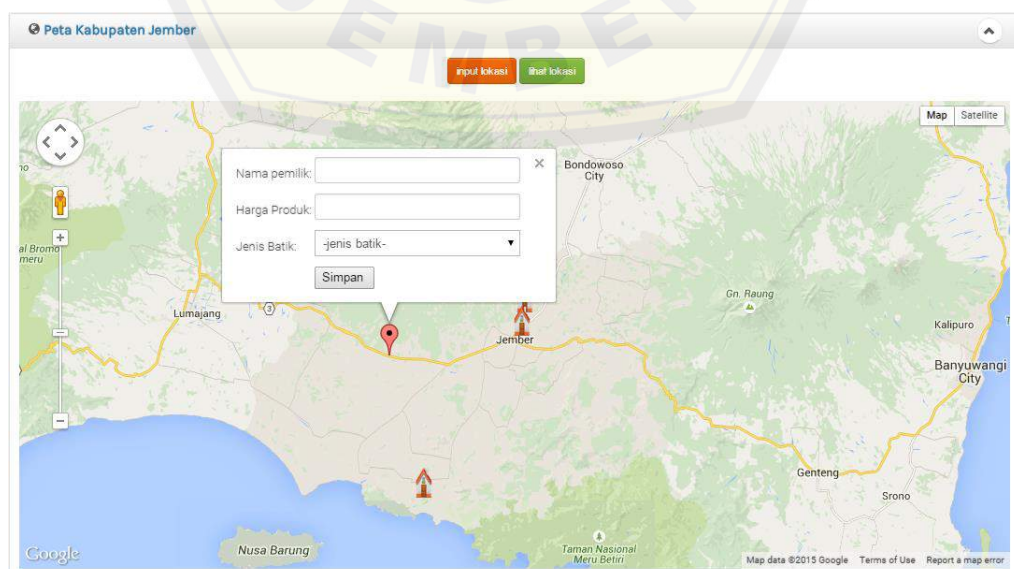 JEMBER
Peta Kabupaten Jember
input lokasi
lihat lokasi
Map
Satellite
Nama pemilik:
Harga Produk:
Jenis Batik:
-jenis batik-
Simpan
Bondowoso
City
al Bromo
meru
Lumajang
3
Jember
Gn. Raung
Kalipuro
Banyuwangi
City
Genteng
Srono
Nusa Barung
Taman Nasional
Meru Betiri
Google
Map data ©2015 Google
Terms of Use
Report a map error